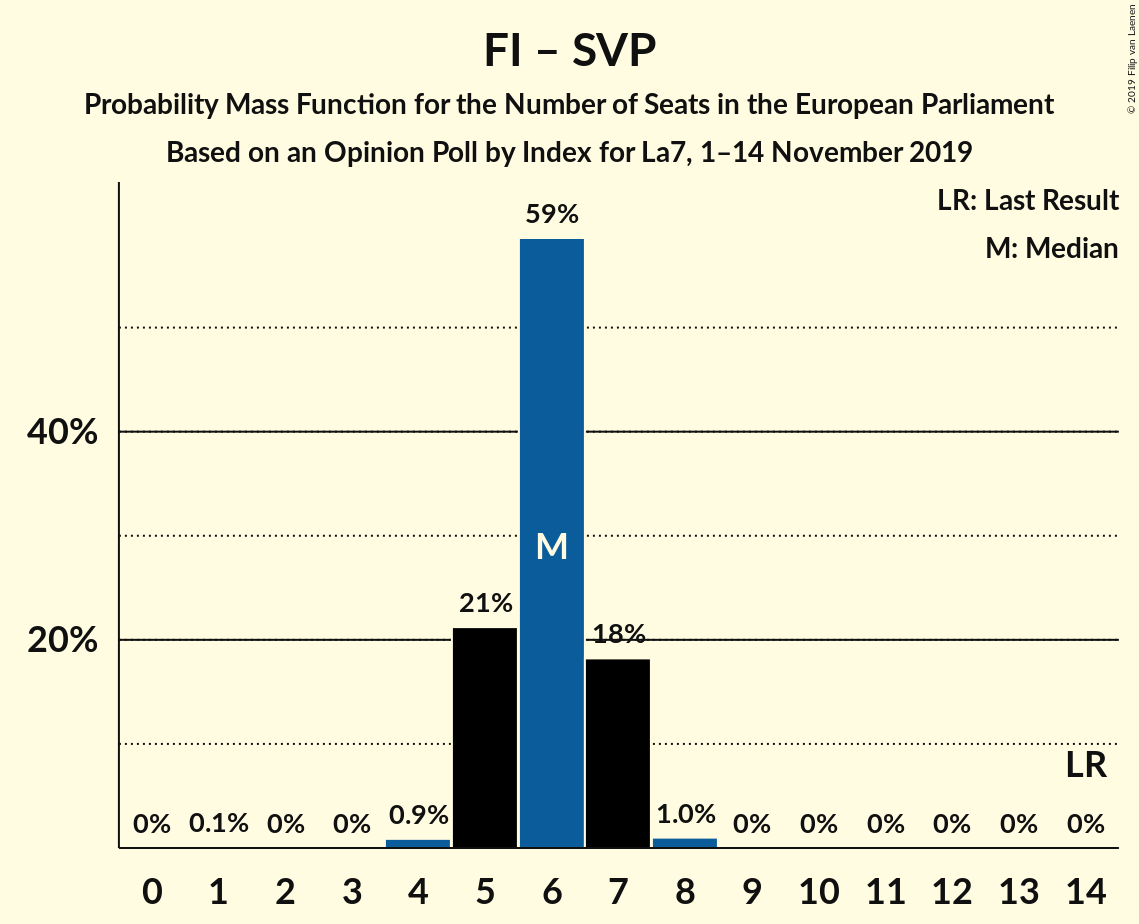 FI – SVP
Probability Mass Function for the Number of Seats in the European Parliament
Based on an Opinion Poll by Index for La7, 1–14 November 2019
© 2019 Filip van Laenen
LR: Last Result
M: Median
59%
40%
M
21%
20%
18%
LR
0% 0.1% 0% 0% 0.9% 1.0% 0% 0% 0% 0% 0% 0%
0 1 2 3 4 5 6 7 8 9 10 11 12 13 14